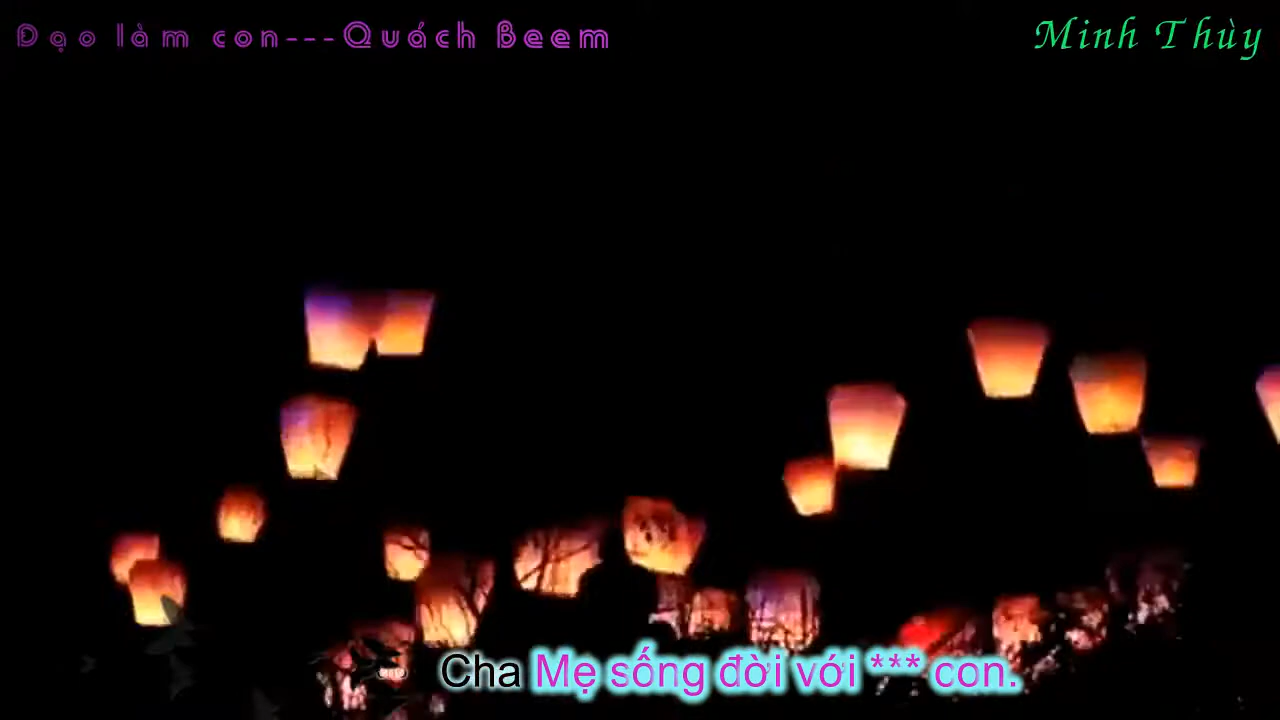 Đạo làm con---Quách Beem
Minh Thùy
Cha Mẹ sống đời với *** con.